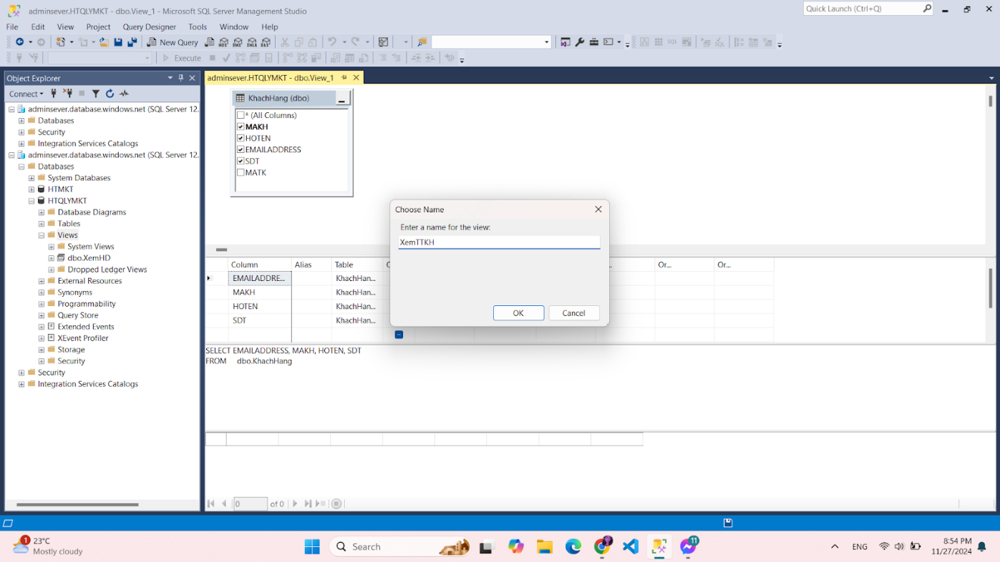 adminsever.HTQLYMKT - dbo.View_1 - Microsoft SQL Server Management Studio
Quick Launch (Ctrl+Q)
File Edit View Project Query Designer Tools Window Help
New Query
Execute
Object Explorer
adminsever.HTQLYMKT - dbo.View_1
Connect
adminsever.database.windows.net (SQL Server 12.
Databases
Security
Integration Services Catalogs
adminsever.database.windows.net (SQL Server 12.
Databases
System Databases
HTMKT
HTQLYMKT
Database Diagrams
Tables
Views
System Views
dbo.XemHD
Dropped Ledger Views
External Resources
Synonyms
Programmability
Query Store
Extended Events
XEvent Profiler
Storage
Security
Security
Integration Services Catalogs
KhachHang (dbo)
* (All Columns)
MAKH
HOTEN
EMAILADDRESS
SDT
MATK
Choose Name
Enter a name for the view:
XemTTKH
OK Cancel
Column Alias Table Or... Or...
EMAILADDRE... KhachHan...
MAKH KhachHan...
HOTEN KhachHan...
SDT KhachHan...
SELECT EMAILADDRESS, MAKH, HOTEN, SDT
FROM dbo.KhachHang
0 of 0
1
23°C
Mostly cloudy
Search
11
ENG
8:54 PM
11/27/2024